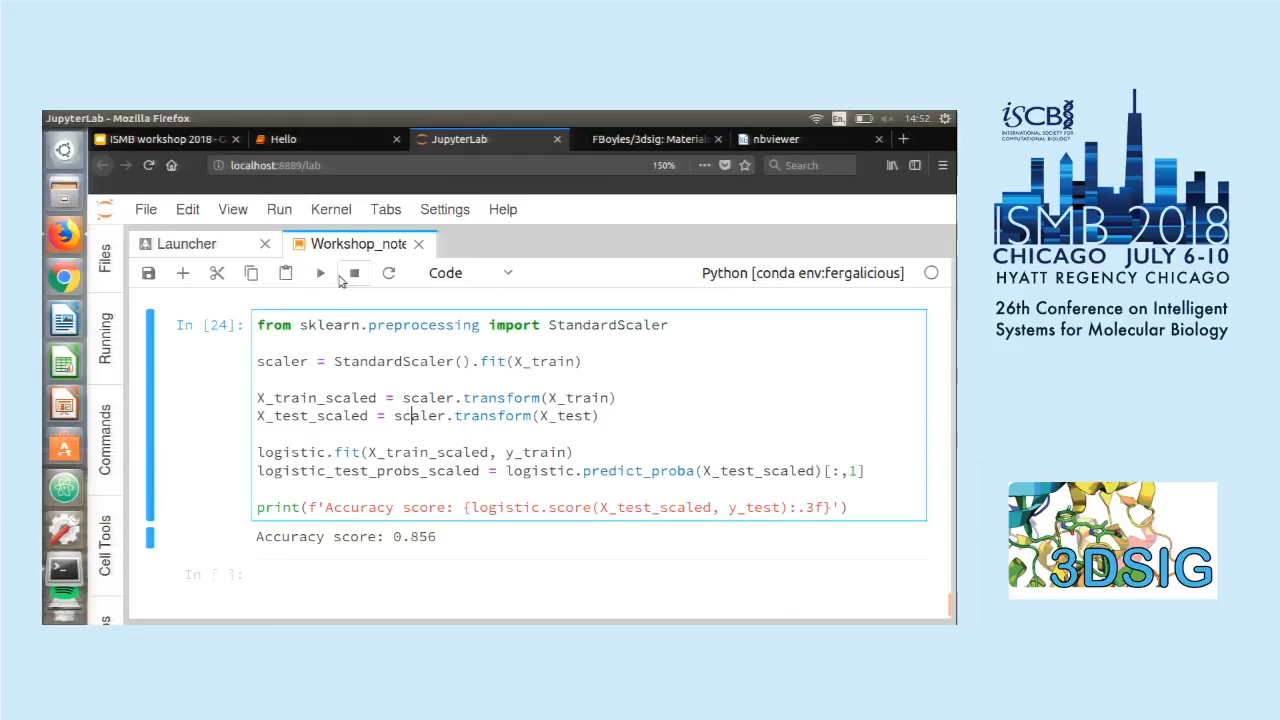 JupyterLab - Mozilla Firefox
En
14:52
ISMB workshop 2018 - G
Hello
JupyterLab
FBoyles/3dsig: Material
nbviewer
localhost:8889/lab
150%
Search
File Edit View Run Kernel Tabs Settings Help
Launcher
Workshop_note
Code
Python [conda env:fergalicious]
Files
Running
Commands
Cell Tools
In [24]:
from sklearn.preprocessing import StandardScaler
scaler = StandardScaler().fit(X_train)
X_train_scaled = scaler.transform(X_train)
X_test_scaled = scaler.transform(X_test)
logistic.fit(X_train_scaled, y_train)
logistic_test_probs_scaled = logistic.predict_proba(X_test_scaled)[:,1]
print(f'Accuracy score: {logistic.score(X_test_scaled, y_test):.3f}')
Accuracy score: 0.856
In [ ]:
iSCB
INTERNATIONAL SOCIETY FOR
COMPUTATIONAL BIOLOGY
ISMB 2018
CHICAGO JULY 6-10
HYATT REGENCY CHICAGO
26th Conference on Intelligent
Systems for Molecular Biology
3DSIG